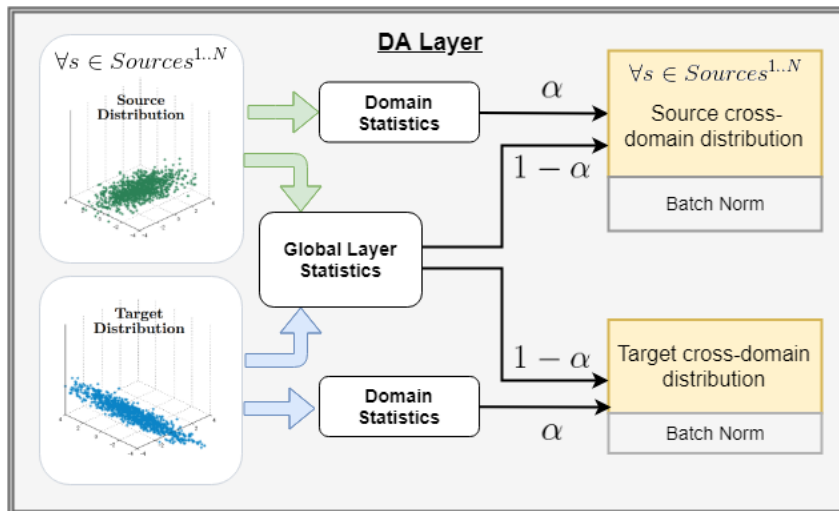 DA Layer
∀s ∈ Sources^{1..N}
Source
Distribution
Domain
Statistics
α
∀s ∈ Sources^{1..N}
Source cross-
domain distribution
1 − α
Batch Norm
Global Layer
Statistics
Target
Distribution
1 − α
Target cross-domain
distribution
Domain
Statistics
α
Batch Norm